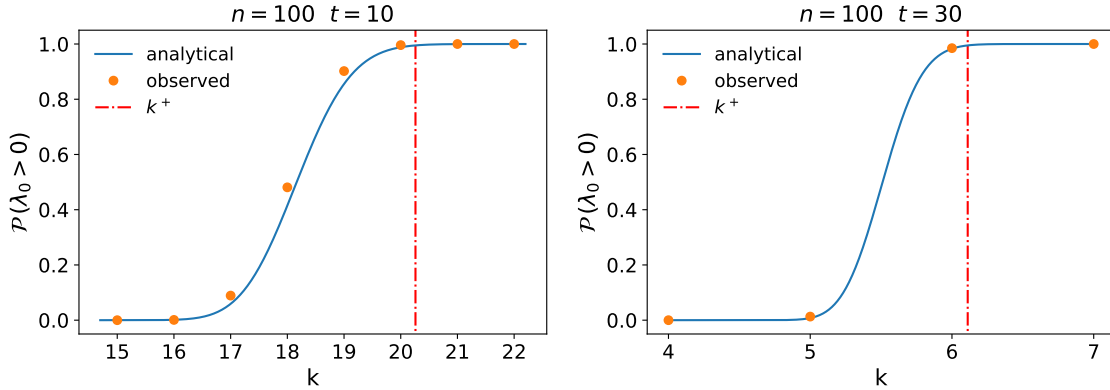 n = 100 t = 10
1.0
0.8
0.6
0.4
0.2
0.0
𝒫(λ₀ > 0)
analytical
observed
k⁺
15 16 17 18 19 20 21 22
k
n = 100 t = 30
1.0
0.8
0.6
0.4
0.2
0.0
𝒫(λ₀ > 0)
analytical
observed
k⁺
4 5 6 7
k